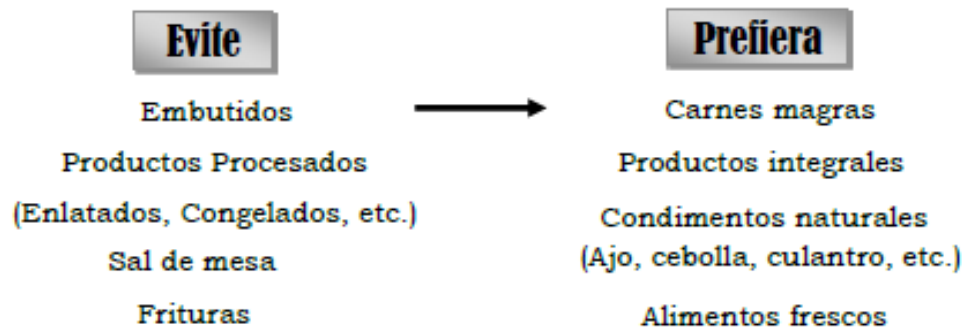 Evite
Embutidos
Productos Procesados
(Enlatados, Congelados, etc.)
Sal de mesa
Frituras
Prefiera
Carnes magras
Productos integrales
Condimentos naturales
(Ajo, cebolla, culantro, etc.)
Alimentos frescos